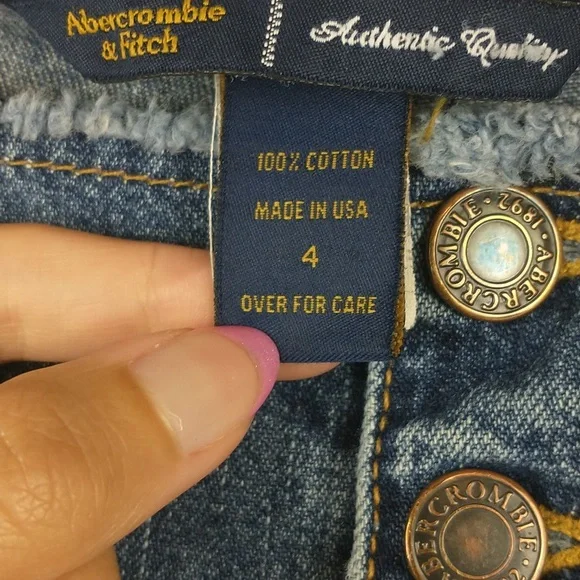 Abercrombie
& Fitch
Authentic Quality
100% COTTON
MADE IN USA
4
OVER FOR CARE
ABERCROMBIE • 1892 •
ABERCROMBIE